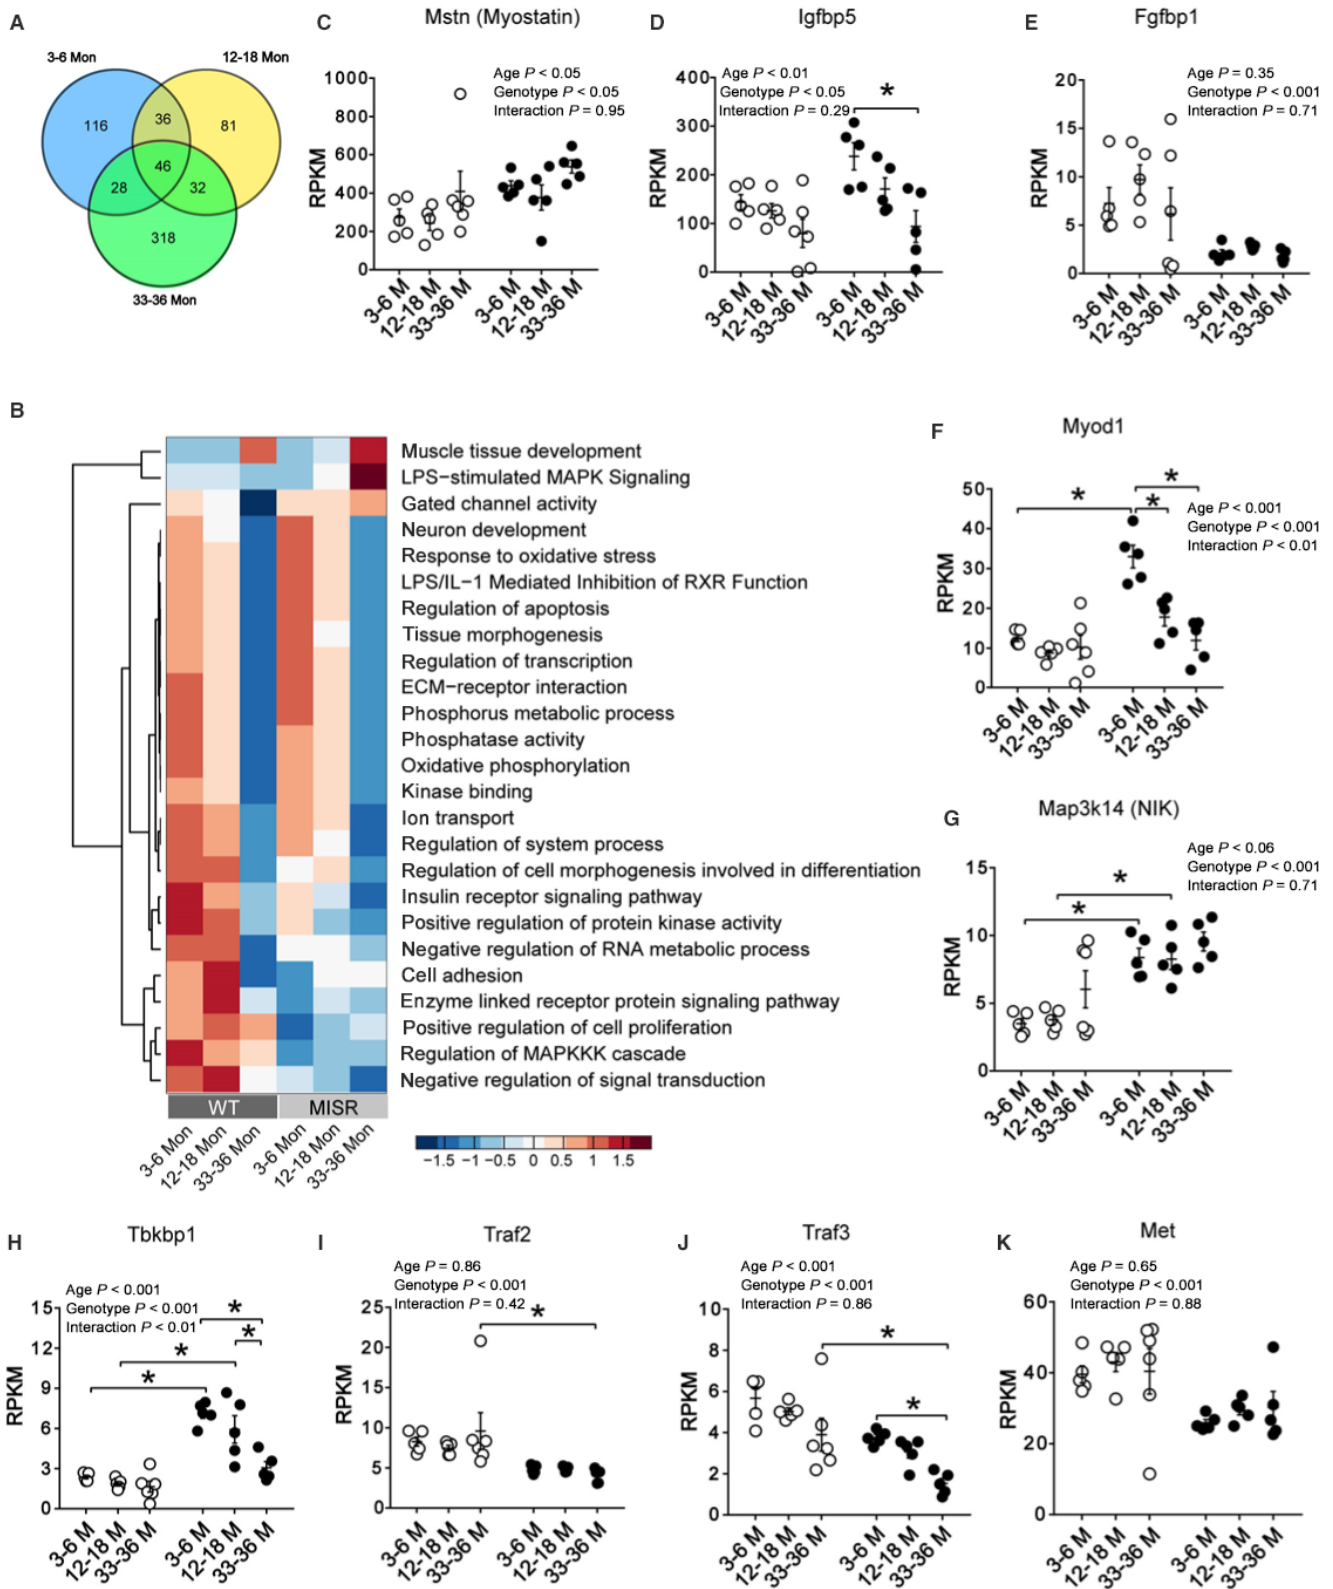 A
3-6 Mon
12-18 Mon
116
36
81
46
28
32
318
33-36 Mon
C
Mstn (Myostatin)
Age P < 0.05
Genotype P < 0.05
Interaction P = 0.95
RPKM
1000
800
600
400
200
0
3-6 M
12-18 M
33-36 M
3-6 M
12-18 M
33-36 M
D
Igfbp5
Age P < 0.01
Genotype P < 0.05
Interaction P = 0.29
*
RPKM
400
300
200
100
0
3-6 M
12-18 M
33-36 M
3-6 M
12-18 M
33-36 M
E
Fgfbp1
Age P = 0.35
Genotype P < 0.001
Interaction P = 0.71
RPKM
20
15
10
5
0
3-6 M
12-18 M
33-36 M
3-6 M
12-18 M
33-36 M
B
Muscle tissue development
LPS−stimulated MAPK Signaling
Gated channel activity
Neuron development
Response to oxidative stress
LPS/IL−1 Mediated Inhibition of RXR Function
Regulation of apoptosis
Tissue morphogenesis
Regulation of transcription
ECM−receptor interaction
Phosphorus metabolic process
Phosphatase activity
Oxidative phosphorylation
Kinase binding
Ion transport
Regulation of system process
Regulation of cell morphogenesis involved in differentiation
Insulin receptor signaling pathway
Positive regulation of protein kinase activity
Negative regulation of RNA metabolic process
Cell adhesion
Enzyme linked receptor protein signaling pathway
Positive regulation of cell proliferation
Regulation of MAPKKK cascade
Negative regulation of signal transduction
WT
MISR
3-6 Mon
12-18 Mon
33-36 Mon
3-6 Mon
12-18 Mon
33-36 Mon
−1.5 −1 −0.5 0 0.5 1 1.5
F
Myod1
Age P < 0.001
Genotype P < 0.001
Interaction P < 0.01
*
*
*
RPKM
50
40
30
20
10
0
3-6 M
12-18 M
33-36 M
3-6 M
12-18 M
33-36 M
G
Map3k14 (NIK)
Age P < 0.06
Genotype P < 0.001
Interaction P = 0.71
*
*
RPKM
15
10
5
0
3-6 M
12-18 M
33-36 M
3-6 M
12-18 M
33-36 M
H
Tbkbp1
Age P < 0.001
Genotype P < 0.001
Interaction P < 0.01
*
*
*
*
RPKM
15
12
9
6
3
0
3-6 M
12-18 M
33-36 M
3-6 M
12-18 M
33-36 M
I
Traf2
Age P = 0.86
Genotype P < 0.001
Interaction P = 0.42
*
RPKM
25
20
15
10
5
0
3-6 M
12-18 M
33-36 M
3-6 M
12-18 M
33-36 M
J
Traf3
Age P < 0.001
Genotype P < 0.001
Interaction P = 0.86
*
*
RPKM
10
8
6
4
2
0
3-6 M
12-18 M
33-36 M
3-6 M
12-18 M
33-36 M
K
Met
Age P = 0.65
Genotype P < 0.001
Interaction P = 0.88
RPKM
60
40
20
0
3-6 M
12-18 M
33-36 M
3-6 M
12-18 M
33-36 M